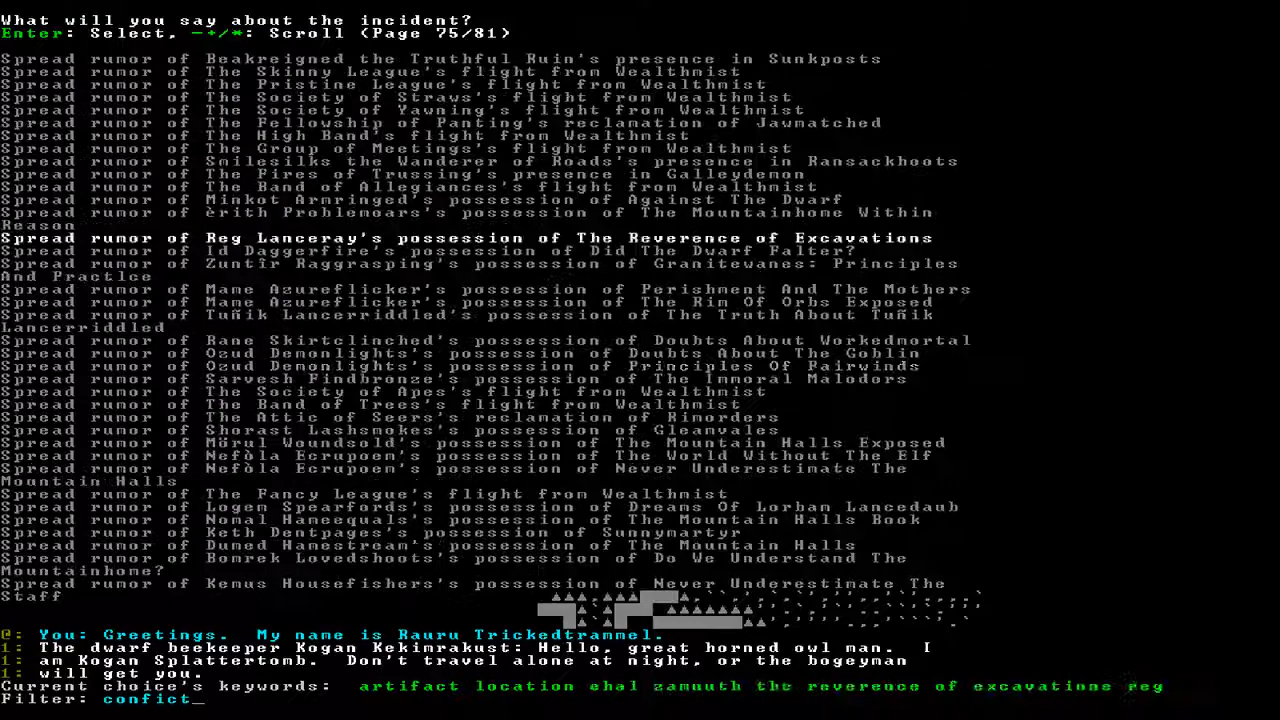 What will you say about the incident?
Enter: Select, -+/*: Scroll (Page 75/81)
Spread rumor of Beakreigned the Truthful Ruin's presence in Sunkposts
Spread rumor of The Skinny League's flight from Wealthmist
Spread rumor of The Pristine League's flight from Wealthmist
Spread rumor of The Society of Straws's flight from Wealthmist
Spread rumor of The Society of Yawning's flight from Wealthmist
Spread rumor of The Fellowship of Panting's reclamation of Jawmatched
Spread rumor of The High Band's flight from Wealthmist
Spread rumor of The Group of Meetings's flight from Wealthmist
Spread rumor of Smilesilks the Wanderer of Roads's presence in Ransackhoots
Spread rumor of The Fires of Trussing's presence in Galleydemon
Spread rumor of The Band of Allegiances's flight from Wealthmist
Spread rumor of Minkot Armringed's possession of Against The Dwarf
Spread rumor of èrith Problemoars's possession of The Mountainhome Within
Reason
Spread rumor of Reg Lanceray's possession of The Reverence of Excavations
Spread rumor of Id Daggerfire's possession of Did The Dwarf Falter?
Spread rumor of Zuntîr Raggrasping's possession of Granitewanes: Principles
And Practice
Spread rumor of Mame Azureflicker's possession of Perishment And The Mothers
Spread rumor of Mame Azureflicker's possession of The Rim Of Orbs Exposed
Spread rumor of Tuñik Lancerriddled's possession of The Truth About Tuñik
Lancerriddled
Spread rumor of Rane Skirtclinched's possession of Doubts About Workedmortal
Spread rumor of Ozud Demonlights's possession of Doubts About The Goblin
Spread rumor of Ozud Demonlights's possession of Principles Of Pairwinds
Spread rumor of Sarvesh Findbronze's possession of The Immoral Malodors
Spread rumor of The Society of Apes's flight from Wealthmist
Spread rumor of The Band of Trees's flight from Wealthmist
Spread rumor of The Attic of Seers's reclamation of Rimorders
Spread rumor of Shorast Lashsmokes's possession of Gleamvales
Spread rumor of Mörul Woundsold's possession of The Mountain Halls Exposed
Spread rumor of Nefòla Ecrupoem's possession of The World Without The Elf
Spread rumor of Nefòla Ecrupoem's possession of Never Underestimate The
Mountain Halls
Spread rumor of The Fancy League's flight from Wealthmist
Spread rumor of Logem Spearfords's possession of Dreams Of Lorbam Lancedaub
Spread rumor of Nomal Hameequals's possession of The Mountain Halls Book
Spread rumor of Keth Dentpages's possession of Sunnymartyr
Spread rumor of Dumed Hamestream's possession of The Mountain Halls
Spread rumor of Bomrek Lovedshoots's possession of Do We Understand The
Mountainhome?
Spread rumor of Kemus Housefishers's possession of Never Underestimate The
Staff
@: You: Greetings. My name is Rauru Trickedtrammel.
1: The dwarf beekeeper Kogan Kekimrakust: Hello, great horned owl man. I
1: am Kogan Splattertomb. Don't travel alone at night, or the bogeyman
1: will get you.
Current choice's keywords: artifact location ehal zamuuth the reverence of excavations reg
Filter: confict_